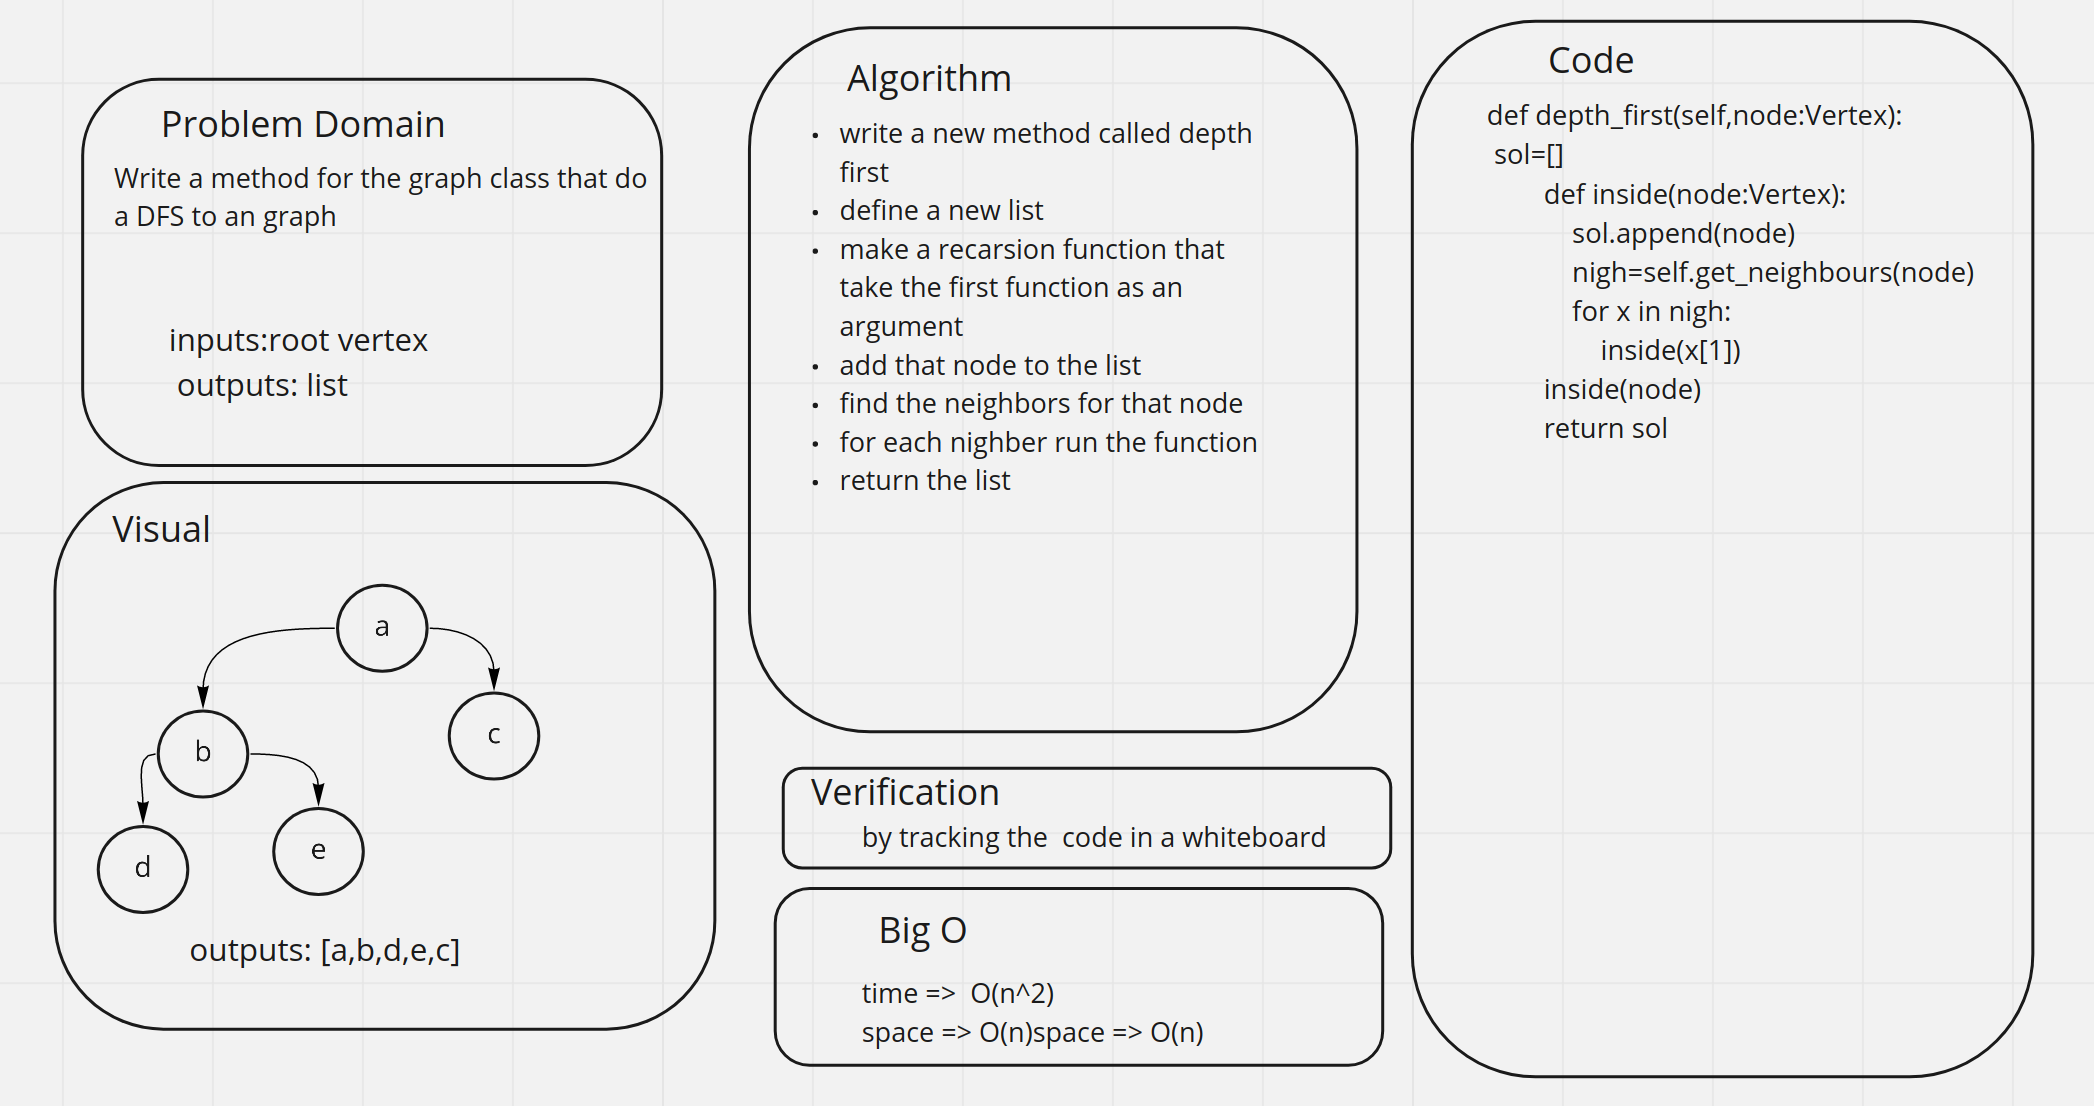 Problem Domain
Write a method for the graph class that do
a DFS to an graph
inputs:root vertex
outputs: list
Visual
a
b
c
d
e
outputs: [a,b,d,e,c]
Algorithm
• write a new method called depth
first
• define a new list
• make a recarsion function that
take the first function as an
argument
• add that node to the list
• find the neighbors for that node
• for each nighber run the function
• return the list
Verification
by tracking the  code in a whiteboard
Big O
time =>  O(n^2)
space => O(n)space => O(n)
Code
def depth_first(self,node:Vertex):
sol=[]
def inside(node:Vertex):
sol.append(node)
nigh=self.get_neighbours(node)
for x in nigh:
inside(x[1])
inside(node)
return sol